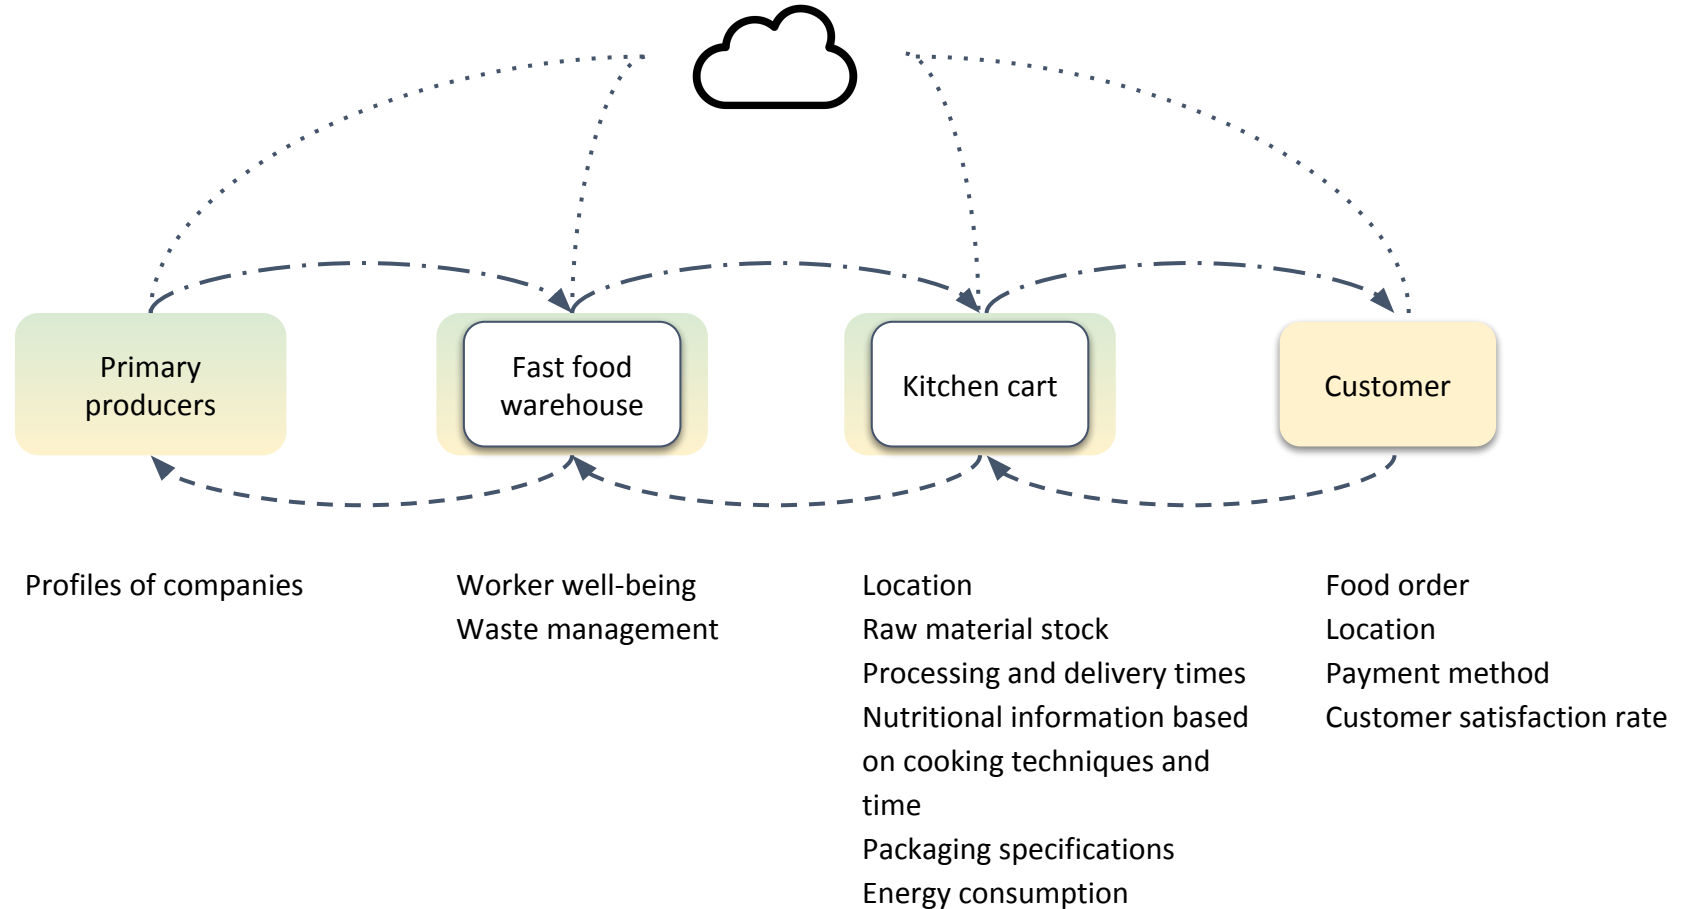 Primary
producers
Fast food
warehouse
Kitchen cart
Customer
Profiles of companies
Worker well-being
Waste management
Location
Raw material stock
Processing and delivery times
Nutritional information based
on cooking techniques and
time
Packaging specifications
Energy consumption
Food order
Location
Payment method
Customer satisfaction rate